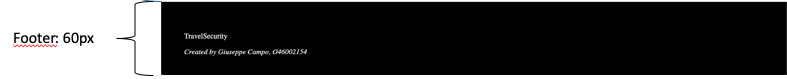 TravelSecurity
Footer: 60px
Created by Giuseppe Campo, O46002154